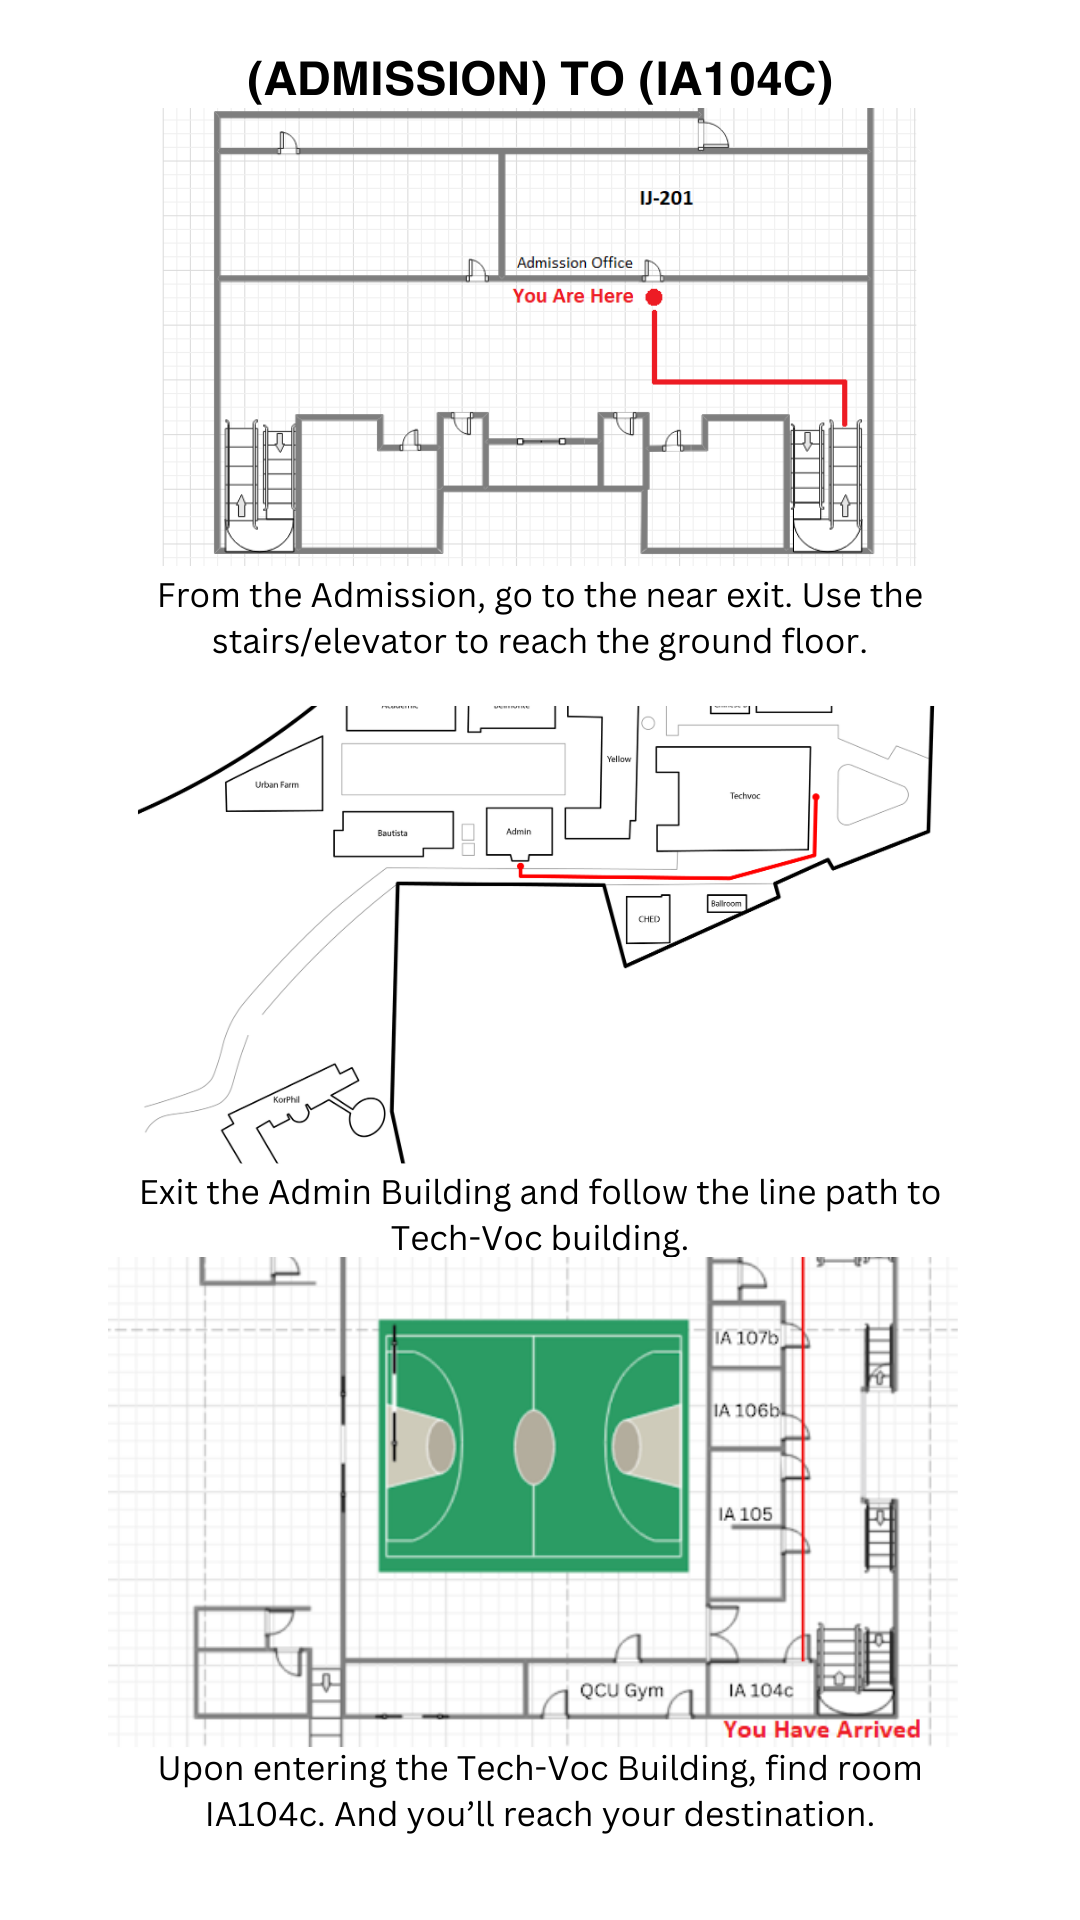 (ADMISSION) TO (IA104C)
IJ-201
Admission Office
You Are Here
From the Admission, go to the near exit. Use the
stairs/elevator to reach the ground floor.
Academic
Belmonte
Urban Farm
Yellow
Techvoc
Bautista
Admin
CHED
Ballroom
KorPhil
Exit the Admin Building and follow the line path to
Tech-Voc building.
IA 107b
IA 106b
IA 105
QCU Gym
IA 104c
You Have Arrived
Upon entering the Tech-Voc Building, find room
IA104c. And you’ll reach your destination.